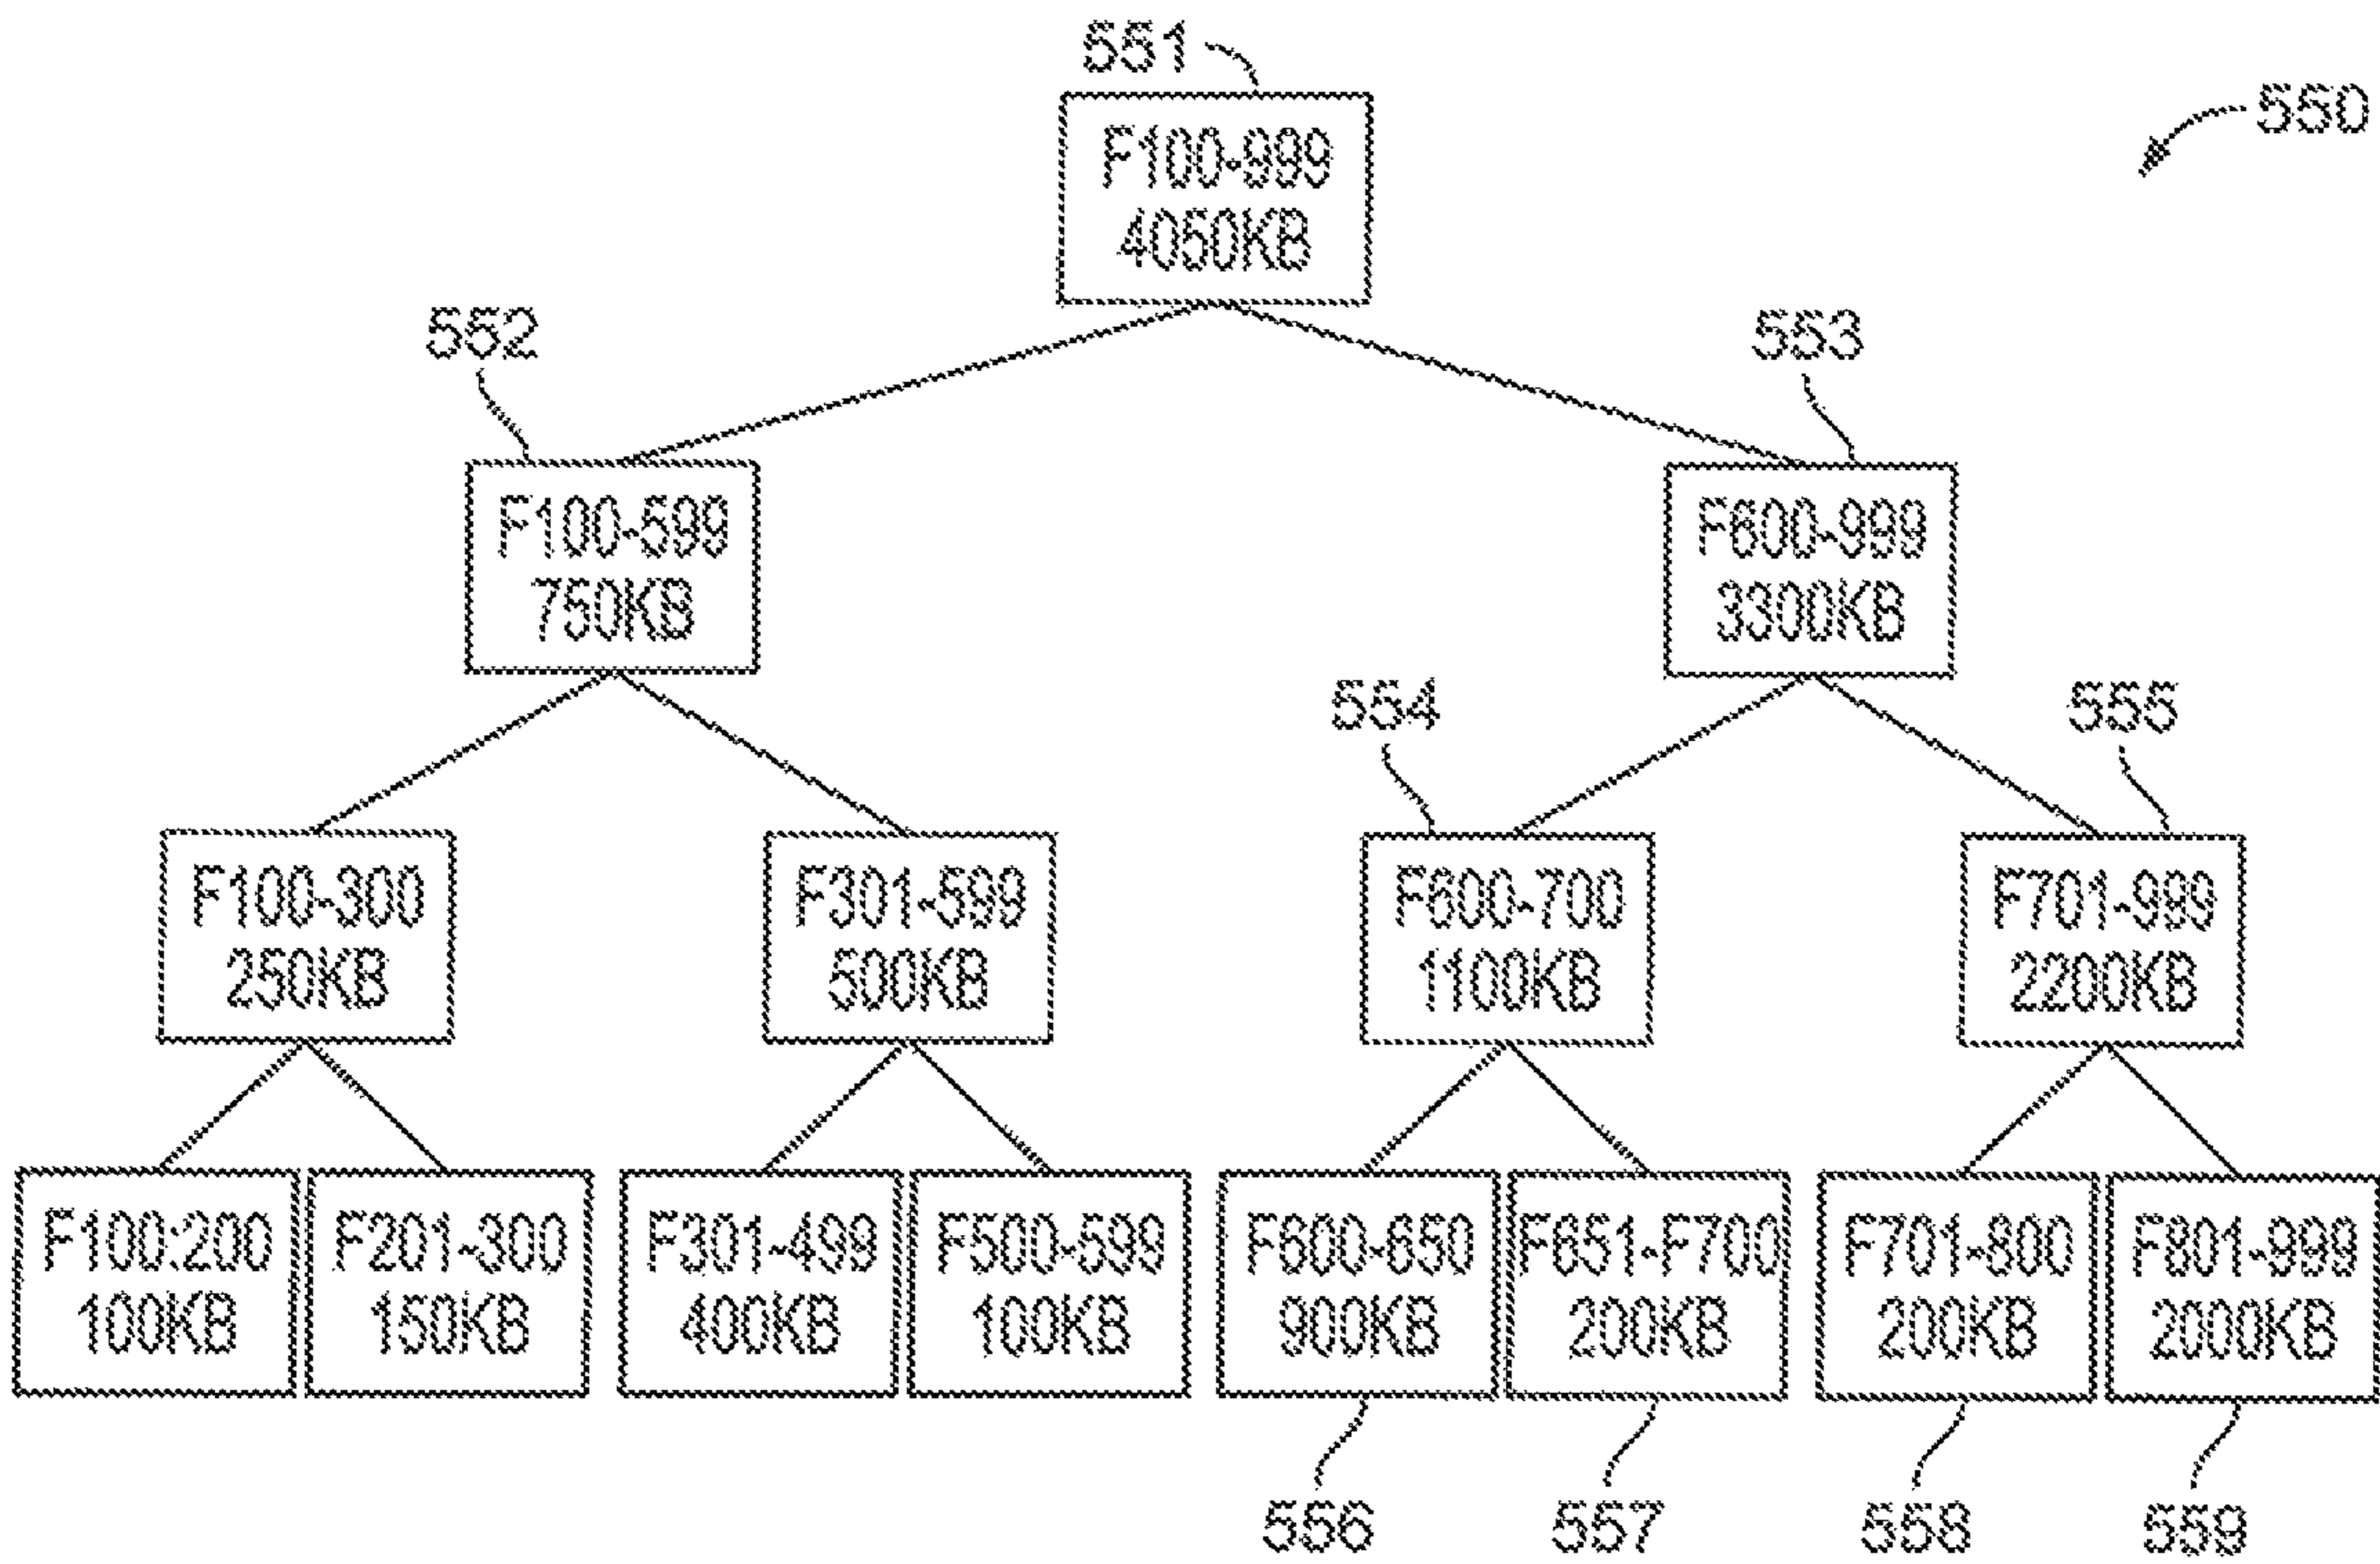 551
550
F100-999
4050KB
552
553
F100-599
750KB
F600-999
3300KB
554
555
F100-300
250KB
F301-599
500KB
F600-700
1100KB
F701-999
2200KB
F100:200
100KB
F201-300
150KB
F301-499
400KB
F500-599
100KB
F600-650
900KB
F651-F700
200KB
F701-800
200KB
F801-999
2000KB
556
557
558
559